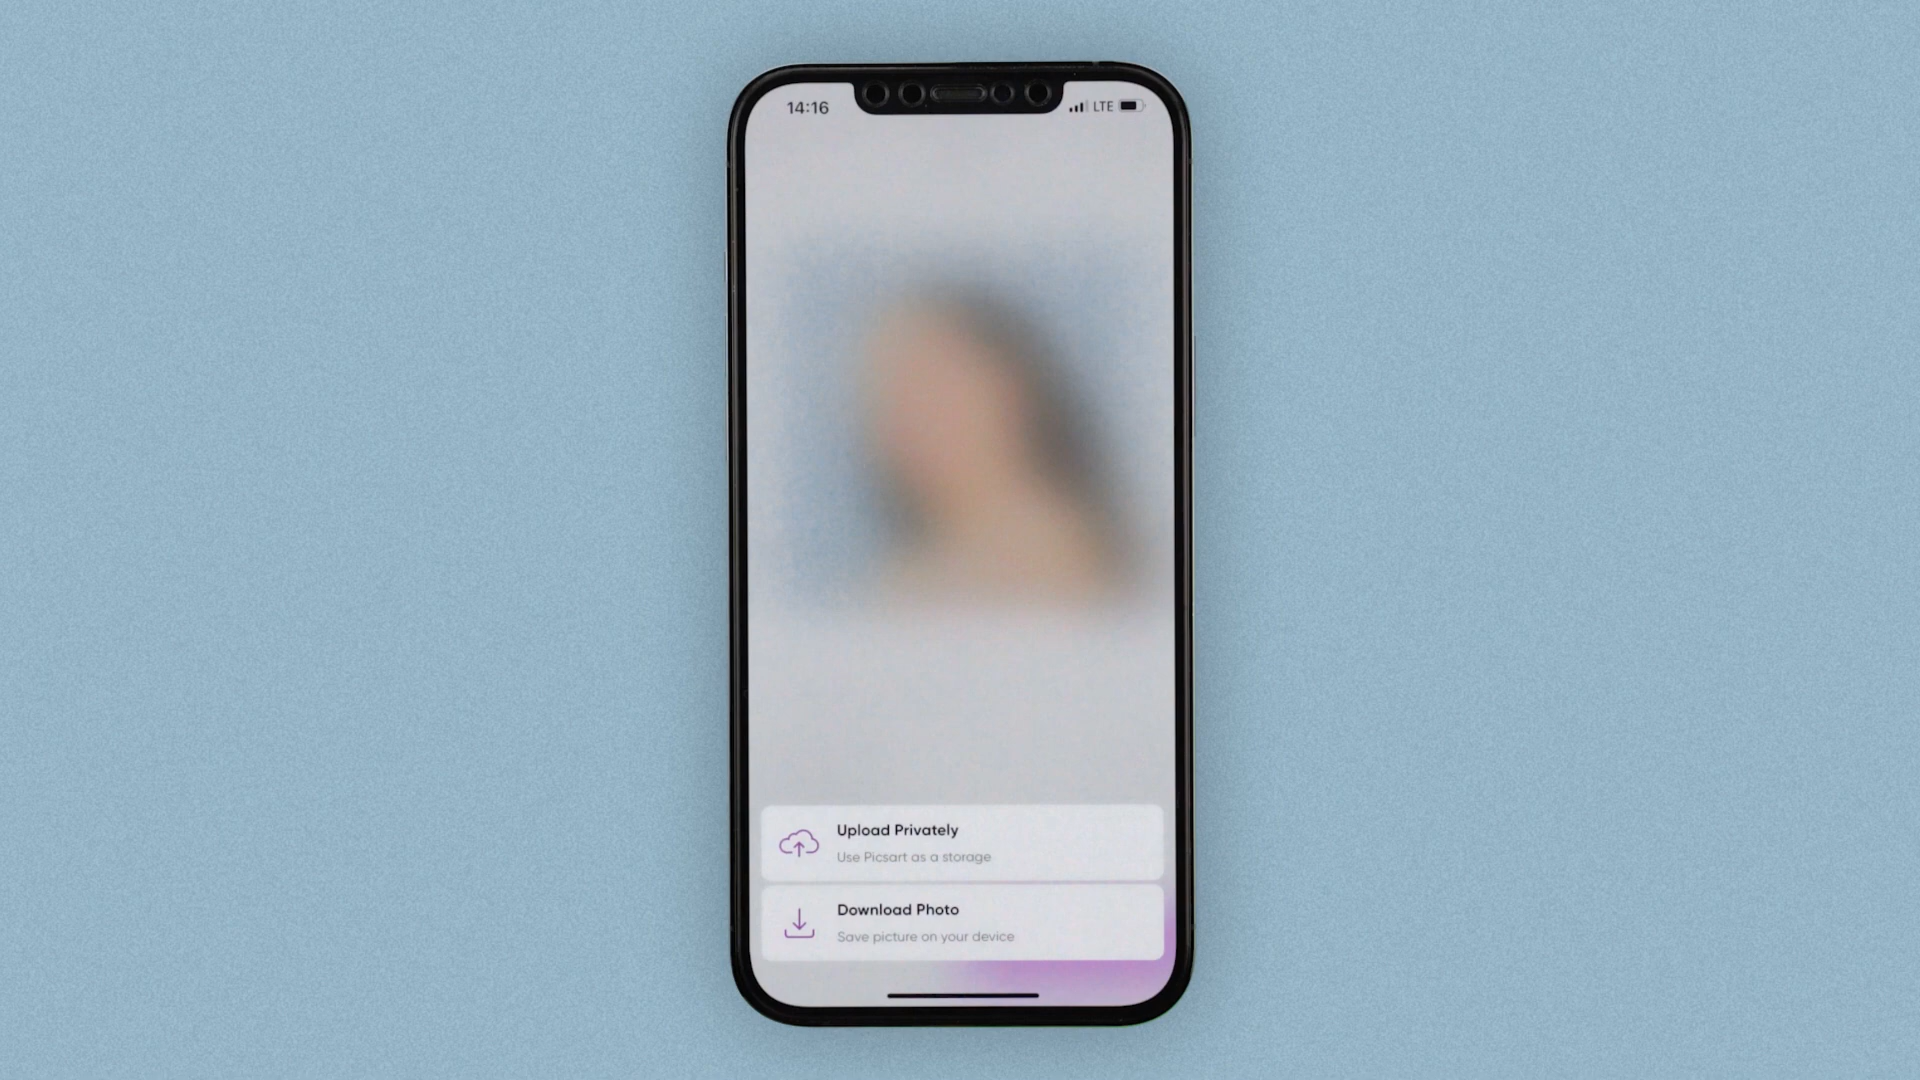 14:16 LTE
Upload Privately
Use Picsart as a storage
Download Photo
Save picture on your device